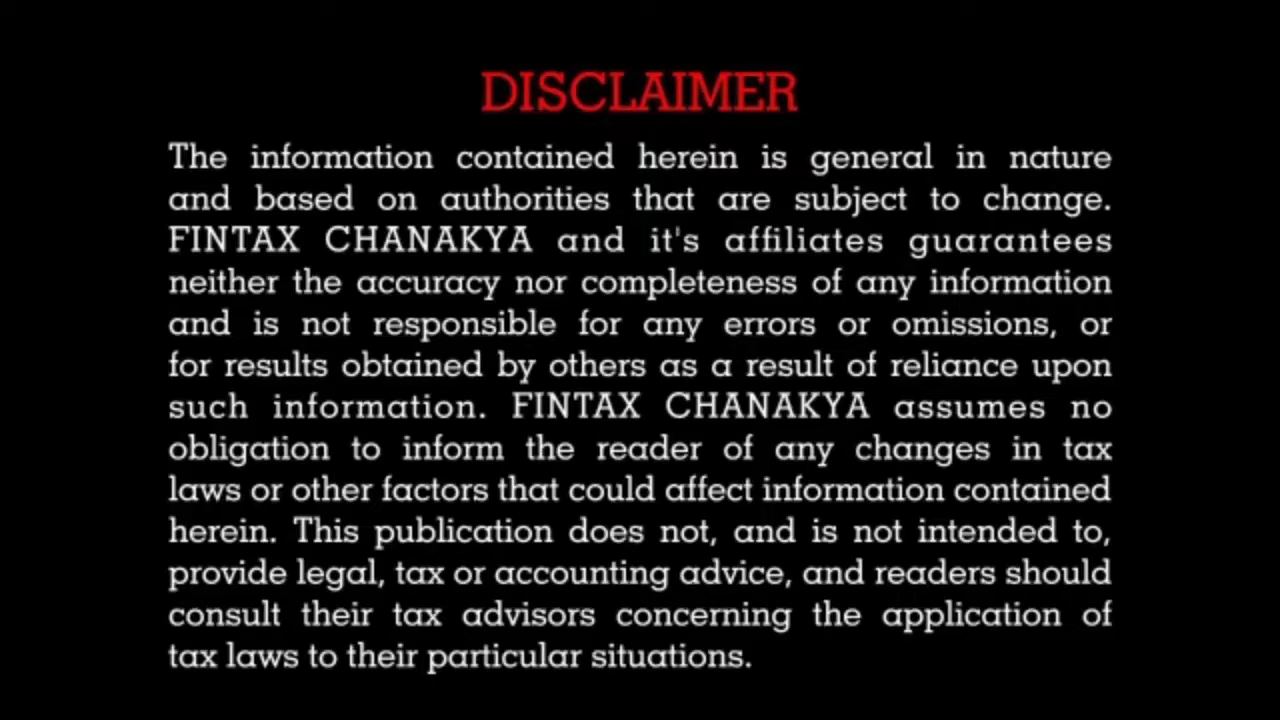 DISCLAIMER
The information contained herein is general in nature
and based on authorities that are subject to change.
FINTAX CHANAKYA and it's affiliates guarantees
neither the accuracy nor completeness of any information
and is not responsible for any errors or omissions, or
for results obtained by others as a result of reliance upon
such information. FINTAX CHANAKYA assumes no
obligation to inform the reader of any changes in tax
laws or other factors that could affect information contained
herein. This publication does not, and is not intended to,
provide legal, tax or accounting advice, and readers should
consult their tax advisors concerning the application of
tax laws to their particular situations.